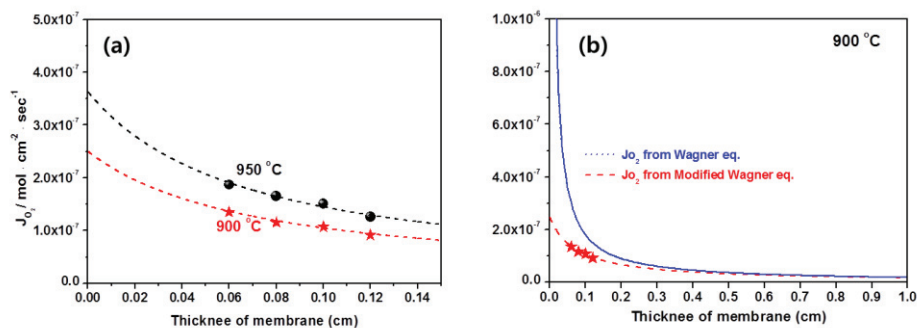 (a)
5.0x10⁻⁷
4.0x10⁻⁷
3.0x10⁻⁷
2.0x10⁻⁷
1.0x10⁻⁷
0.0
J_O₂/ mol cm⁻² · sec⁻¹
950 °C
900 °C
0.00 0.02 0.04 0.06 0.08 0.10 0.12 0.14
Thicknee of membrane (cm)
(b)
900 °C
1.0x10⁻⁶
8.0x10⁻⁷
6.0x10⁻⁷
4.0x10⁻⁷
2.0x10⁻⁷
0.0
Jo₂ from Wagner eq.
Jo₂ from Modified Wagner eq.
0.0 0.1 0.2 0.3 0.4 0.5 0.6 0.7 0.8 0.9 1.0
Thicknee of membrane (cm)